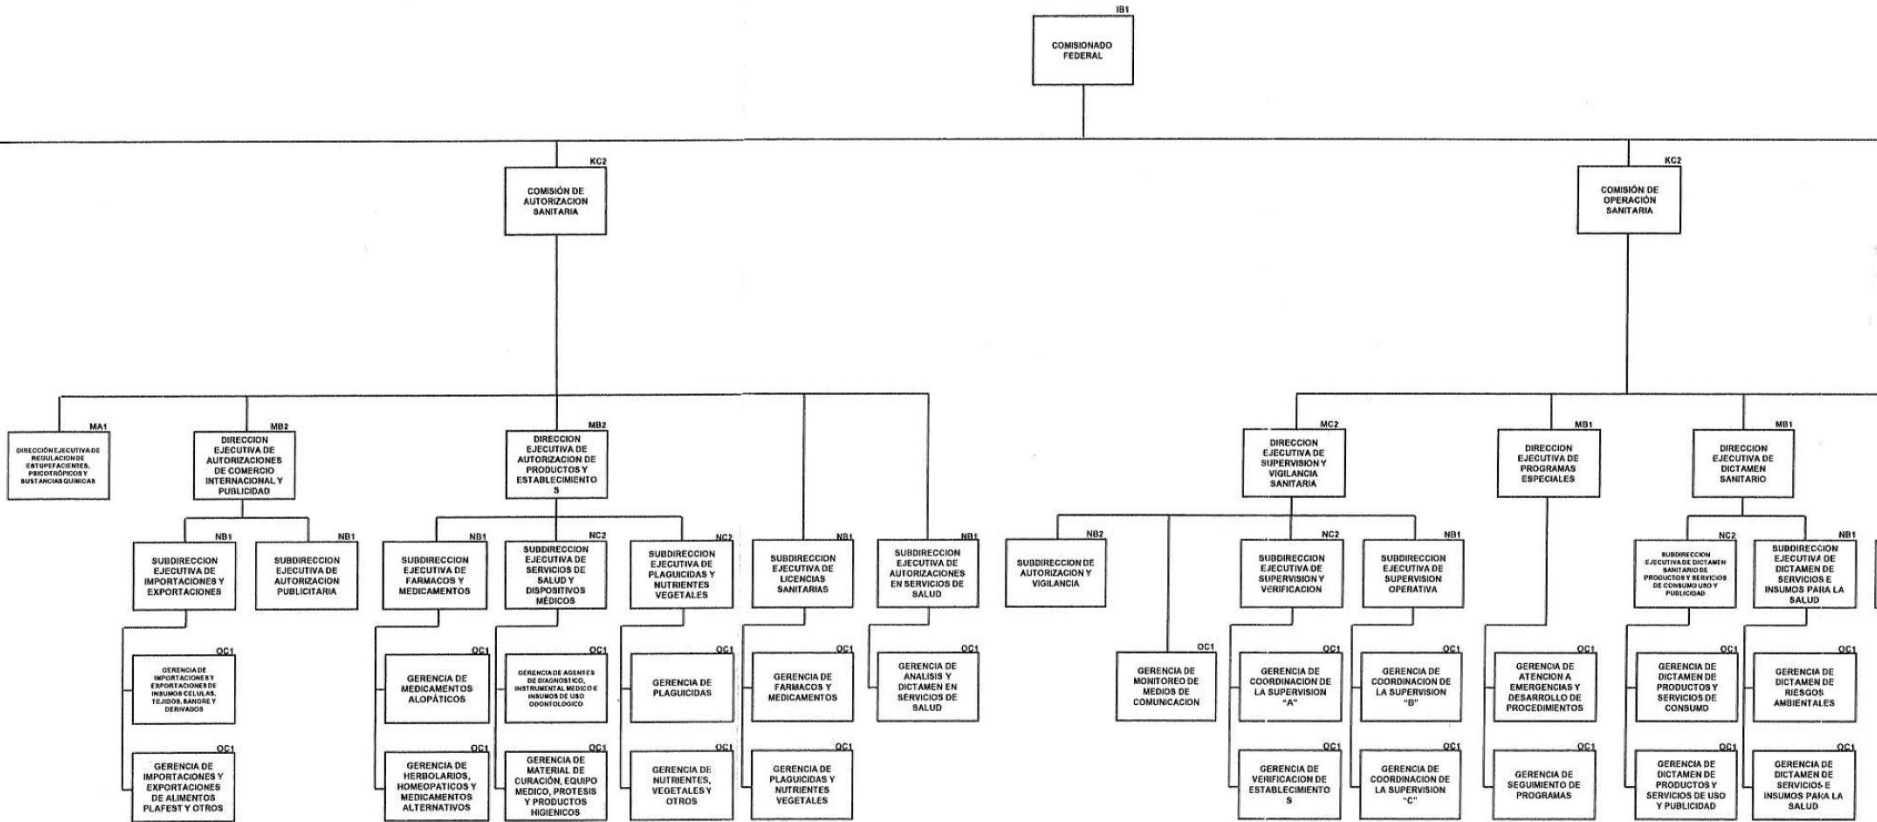 IB1
COMISIONADO
FEDERAL
KC2
COMISIÓN DE
AUTORIZACION
SANITARIA
KC2
COMISIÓN DE
OPERACIÓN
SANITARIA
MA1
DIRECCIÓN EJECUTIVA DE
REGULACION DE
ESTUPEFACIENTES,
PSICOTRÓPICOS Y
SUSTANCIAS QUIMICAS
MB2
DIRECCION
EJECUTIVA DE
AUTORIZACIONES
DE COMERCIO
INTERNACIONAL Y
PUBLICIDAD
MB2
DIRECCION
EJECUTIVA DE
AUTORIZACION DE
PRODUCTOS Y
ESTABLECIMIENTO
S
MC2
DIRECCION
EJECUTIVA DE
SUPERVISION Y
VIGILANCIA
SANITARIA
MB1
DIRECCION
EJECUTIVA DE
PROGRAMAS
ESPECIALES
MB1
DIRECCION
EJECUTIVA DE
DICTAMEN
SANITARIO
NB1
SUBDIRECCION
EJECUTIVA DE
IMPORTACIONES Y
EXPORTACIONES
NB1
SUBDIRECCION
EJECUTIVA DE
AUTORIZACION
PUBLICITARIA
NB1
SUBDIRECCION
EJECUTIVA DE
FARMACOS Y
MEDICAMENTOS
NC2
SUBDIRECCION
EJECUTIVA DE
SERVICIOS DE
SALUD Y
DISPOSITIVOS
MÉDICOS
NC2
SUBDIRECCION
EJECUTIVA DE
PLAGUICIDAS Y
NUTRIENTES
VEGETALES
NB1
SUBDIRECCION
EJECUTIVA DE
LICENCIAS
SANITARIAS
NB1
SUBDIRECCION
EJECUTIVA DE
AUTORIZACIONES
EN SERVICIOS DE
SALUD
NB2
SUBDIRECCION DE
AUTORIZACION Y
VIGILANCIA
NC2
SUBDIRECCION
EJECUTIVA DE
SUPERVISION Y
VERIFICACION
NB1
SUBDIRECCION
EJECUTIVA DE
SUPERVISION
OPERATIVA
NC2
SUBDIRECCION
EJECUTIVA DE DICTAMEN
SANITARIO DE
PRODUCTOS Y SERVICIOS
DE CONSUMO USO Y
PUBLICIDAD
NB1
SUBDIRECCION
EJECUTIVA DE
DICTAMEN DE
SERVICIOS E
INSUMOS PARA LA
SALUD
OC1
GERENCIA DE
IMPORTACIONES Y
EXPORTACIONES DE
INSUMOS CELULAS,
TEJIDOS, SANGRE Y
DERIVADOS
OC1
GERENCIA DE
MEDICAMENTOS
ALOPÁTICOS
OC1
GERENCIA DE AGENTES
DE DIAGNOSTICO,
INSTRUMENTAL MEDICO E
INSUMOS DE USO
ODONTOLOGICO
OC1
GERENCIA DE
PLAGUICIDAS
OC1
GERENCIA DE
FARMACOS Y
MEDICAMENTOS
OC1
GERENCIA DE
ANALISIS Y
DICTAMEN EN
SERVICIOS DE
SALUD
OC1
GERENCIA DE
MONITOREO DE
MEDIOS DE
COMUNICACION
OC1
GERENCIA DE
COORDINACION DE
LA SUPERVISION
"A"
OC1
GERENCIA DE
COORDINACION DE
LA SUPERVISION
"B"
OC1
GERENCIA DE
ATENCION A
EMERGENCIAS Y
DESARROLLO DE
PROCEDIMIENTOS
OC1
GERENCIA DE
DICTAMEN DE
PRODUCTOS Y
SERVICIOS DE
CONSUMO
OC1
GERENCIA DE
DICTAMEN DE
RIESGOS
AMBIENTALES
OC1
GERENCIA DE
IMPORTACIONES Y
EXPORTACIONES
DE ALIMENTOS
PLAFEST Y OTROS
OC1
GERENCIA DE
HERBOLARIOS,
HOMEOPATICOS Y
MEDICAMENTOS
ALTERNATIVOS
OC1
GERENCIA DE
MATERIAL DE
CURACIÓN, EQUIPO
MEDICO, PROTESIS
Y PRODUCTOS
HIGIENICOS
OC1
GERENCIA DE
NUTRIENTES,
VEGETALES Y
OTROS
OC1
GERENCIA DE
PLAGUICIDAS Y
NUTRIENTES
VEGETALES
OC1
GERENCIA DE
VERIFICACION DE
ESTABLECIMIENTO
S
OC1
GERENCIA DE
COORDINACION DE
LA SUPERVISION
"C"
OC1
GERENCIA DE
SEGUIMIENTO DE
PROGRAMAS
OC1
GERENCIA DE
DICTAMEN DE
PRODUCTOS Y
SERVICIOS DE USO
Y PUBLICIDAD
OC1
GERENCIA DE
DICTAMEN DE
SERVICIOS E
INSUMOS PARA LA
SALUD